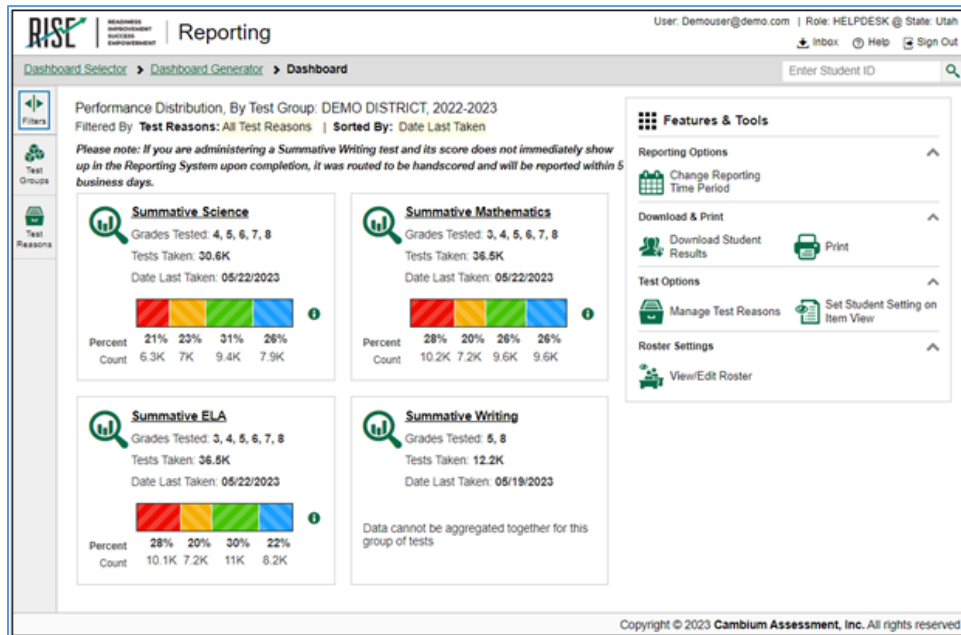 RISE READINESS IMPROVEMENT SUCCESS EMPOWERMENT Reporting
User: Demouser@demo.com | Role: HELPDESK @ State: Utah
Inbox Help Sign Out
Dashboard Selector > Dashboard Generator > Dashboard
Enter Student ID
Filters
Test Groups
Test Reasons
Performance Distribution, By Test Group: DEMO DISTRICT, 2022-2023
Filtered By Test Reasons: All Test Reasons | Sorted By: Date Last Taken
Please note: If you are administering a Summative Writing test and its score does not immediately show
up in the Reporting System upon completion, it was routed to be handscored and will be reported within 5
business days.
Summative Science
Grades Tested: 4, 5, 6, 7, 8
Tests Taken: 30.6K
Date Last Taken: 05/22/2023
Percent 21% 23% 31% 26%
Count 6.3K 7K 9.4K 7.9K
Summative Mathematics
Grades Tested: 3, 4, 5, 6, 7, 8
Tests Taken: 36.5K
Date Last Taken: 05/22/2023
Percent 28% 20% 26% 26%
Count 10.2K 7.2K 9.6K 9.6K
Summative ELA
Grades Tested: 3, 4, 5, 6, 7, 8
Tests Taken: 36.5K
Date Last Taken: 05/22/2023
Percent 28% 20% 30% 22%
Count 10.1K 7.2K 11K 8.2K
Summative Writing
Grades Tested: 5, 8
Tests Taken: 12.2K
Date Last Taken: 05/19/2023
Data cannot be aggregated together for this
group of tests
Features & Tools
Reporting Options
Change Reporting
Time Period
Download & Print
Download Student
Results
Print
Test Options
Manage Test Reasons
Set Student Setting on
Item View
Roster Settings
View/Edit Roster
Copyright © 2023 Cambium Assessment, Inc. All rights reserved